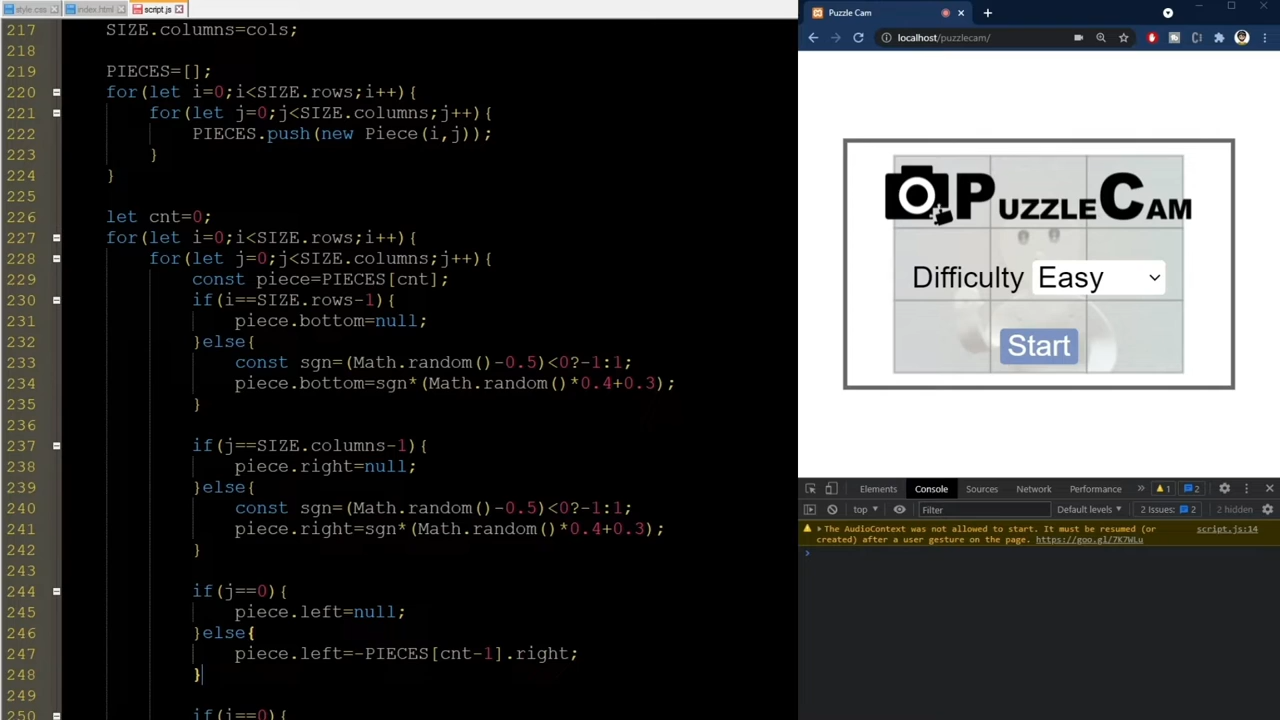 style.css
index.html
script.js
217 SIZE.columns=cols;
218
219 PIECES=[];
220 for(let i=0;i<SIZE.rows;i++){
221 for(let j=0;j<SIZE.columns;j++){
222 PIECES.push(new Piece(i,j));
223 }
224 }
225
226 let cnt=0;
227 for(let i=0;i<SIZE.rows;i++){
228 for(let j=0;j<SIZE.columns;j++){
229 const piece=PIECES[cnt];
230 if(i==SIZE.rows-1){
231 piece.bottom=null;
232 }else{
233 const sgn=(Math.random()-0.5)<0?-1:1;
234 piece.bottom=sgn*(Math.random()*0.4+0.3);
235 }
236
237 if(j==SIZE.columns-1){
238 piece.right=null;
239 }else{
240 const sgn=(Math.random()-0.5)<0?-1:1;
241 piece.right=sgn*(Math.random()*0.4+0.3);
242 }
243
244 if(j==0){
245 piece.left=null;
246 }else{
247 piece.left=-PIECES[cnt-1].right;
248 }
249
250 if(i==0){
Puzzle Cam
localhost/puzzlecam/
PuzzleCam
Difficulty Easy
Start
Elements Console Sources Network Performance » 1 2
top Filter Default levels 2 Issues: 2 2 hidden
The AudioContext was not allowed to start. It must be resumed (or script.js:14
created) after a user gesture on the page. https://goo.gl/7K7WLu